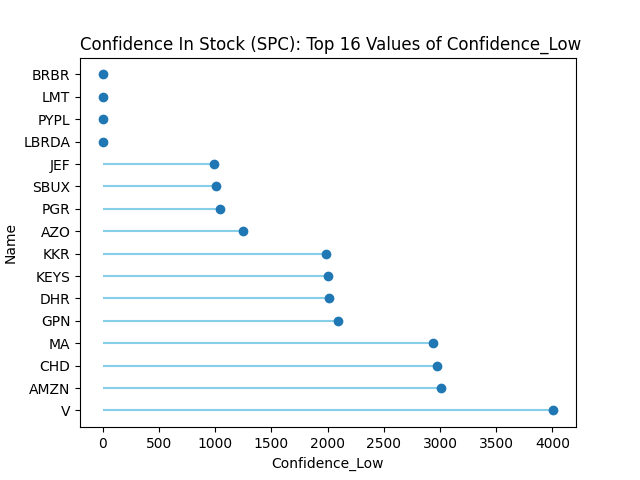 Confidence In Stock (SPC): Top 16 Values of Confidence_Low
BRBR
LMT
PYPL
LBRDA
JEF
SBUX
PGR
AZO
KKR
KEYS
DHR
GPN
MA
CHD
AMZN
V
Name
0 500 1000 1500 2000 2500 3000 3500 4000
Confidence_Low